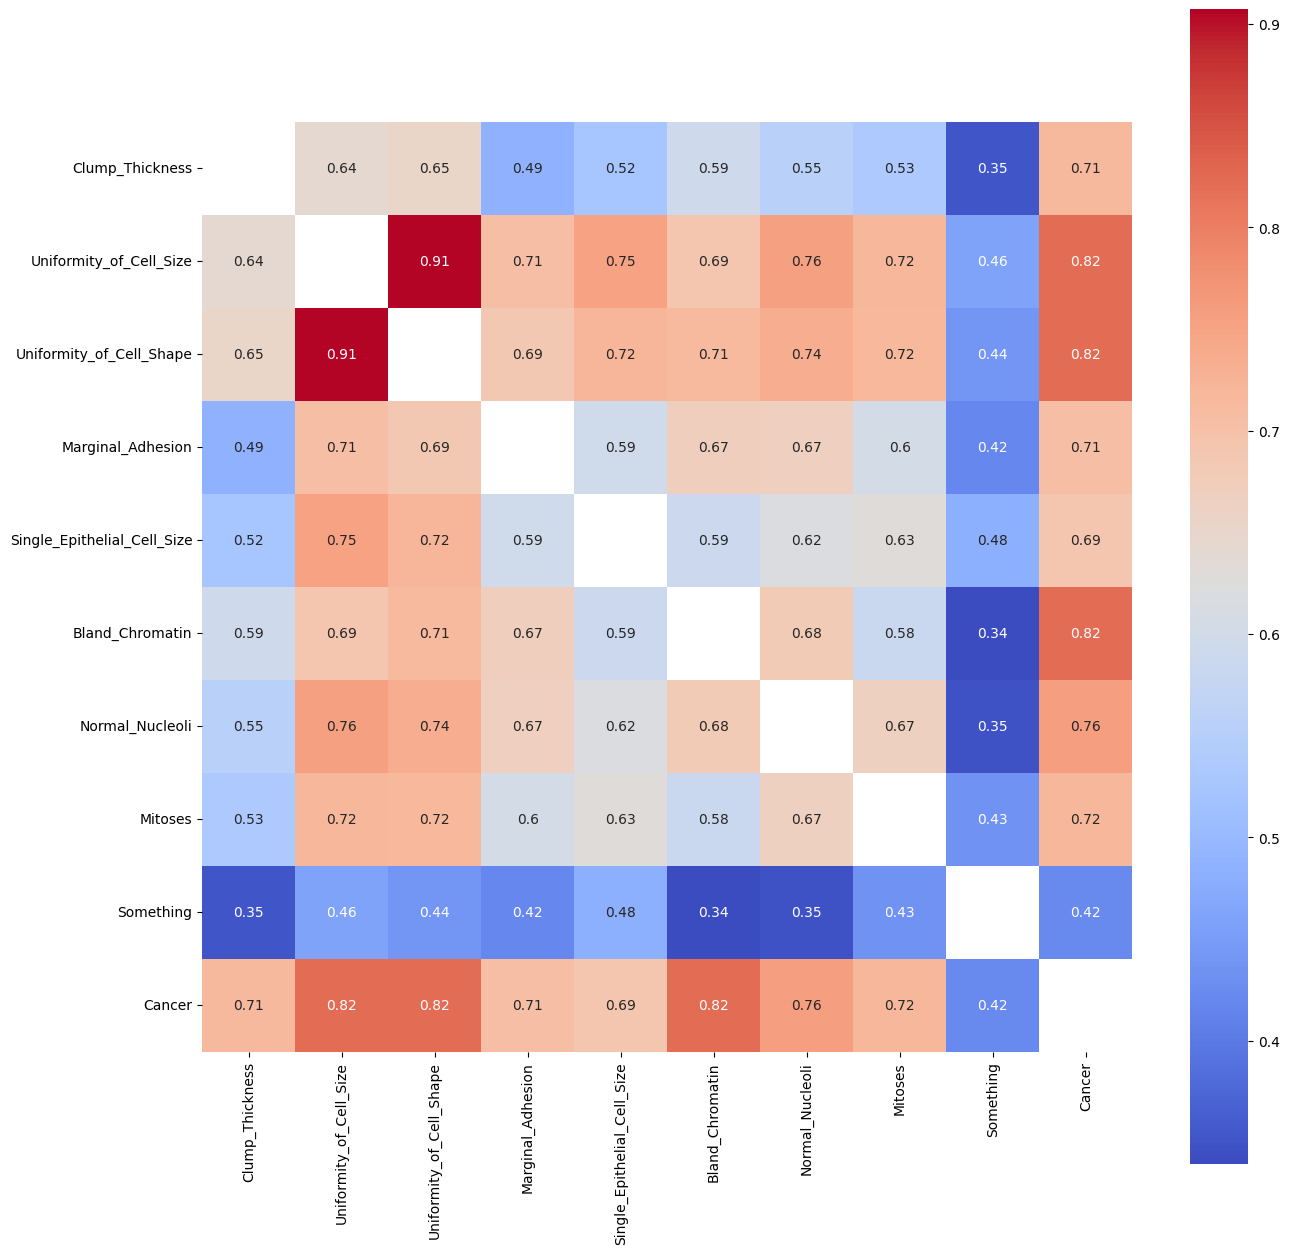 0.9
Clump_Thickness 0.64 0.65 0.49 0.52 0.59 0.55 0.53 0.35 0.71
0.8
Uniformity_of_Cell_Size 0.64 0.91 0.71 0.75 0.69 0.76 0.72 0.46 0.82
Uniformity_of_Cell_Shape 0.65 0.91 0.69 0.72 0.71 0.74 0.72 0.44 0.82
0.7
Marginal_Adhesion 0.49 0.71 0.69 0.59 0.67 0.67 0.6 0.42 0.71
Single_Epithelial_Cell_Size 0.52 0.75 0.72 0.59 0.59 0.62 0.63 0.48 0.69
0.6
Bland_Chromatin 0.59 0.69 0.71 0.67 0.59 0.68 0.58 0.34 0.82
Normal_Nucleoli 0.55 0.76 0.74 0.67 0.62 0.68 0.67 0.35 0.76
Mitoses 0.53 0.72 0.72 0.6 0.63 0.58 0.67 0.43 0.72
0.5
Something 0.35 0.46 0.44 0.42 0.48 0.34 0.35 0.43 0.42
Cancer 0.71 0.82 0.82 0.71 0.69 0.82 0.76 0.72 0.42
0.4
Clump_Thickness
Uniformity_of_Cell_Size
Uniformity_of_Cell_Shape
Marginal_Adhesion
Single_Epithelial_Cell_Size
Bland_Chromatin
Normal_Nucleoli
Mitoses
Something
Cancer